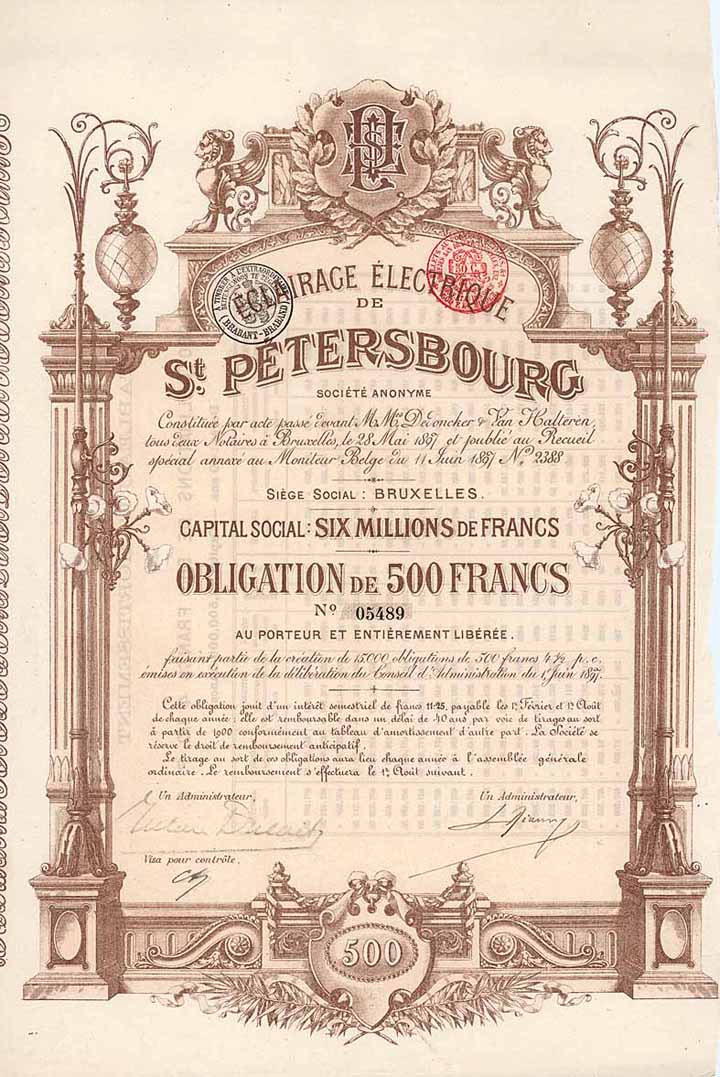 ÉCLAIRAGE ÉLECTRIQUE
DE
St. PÉTERSBOURG
SOCIÉTÉ ANONYME
Constituée par acte passé devant M.Mes. Dedoncker & Van Halteren,
tous deux Notaires à Bruxelles, le 28 Mai 1897 et publié au Recueil
spécial annexé au Moniteur Belge du 11 Juin 1897 No. 2388
SIÈGE SOCIAL: BRUXELLES.
CAPITAL SOCIAL: SIX MILLIONS DE FRANCS
OBLIGATION DE 500 FRANCS
No 05489
AU PORTEUR ET ENTIÈREMENT LIBÉRÉE.
faisant partie de la création de 15.000 obligations de 500 francs 4½ p.c.
émises en exécution de la délibération du Conseil d'Administration du 1er Juin 1897.
Cette obligation jouit d'un intérêt semestriel de francs 11.25, payable les 1er Février et 1er Août
de chaque année; elle est remboursable dans un délai de 40 ans par voie de tirages au sort
à partir de 1900 conformément au tableau d'amortissement d'autre part. La Société se
réserve le droit de remboursement anticipatif.
Le tirage au sort de ces obligations aura lieu chaque année à l'assemblée générale
ordinaire. Le remboursement s'effectuera le 1er Août suivant.
Un Administrateur, Un Administrateur,
Visa pour contrôle.
500
(BRABANT-BRABAND)